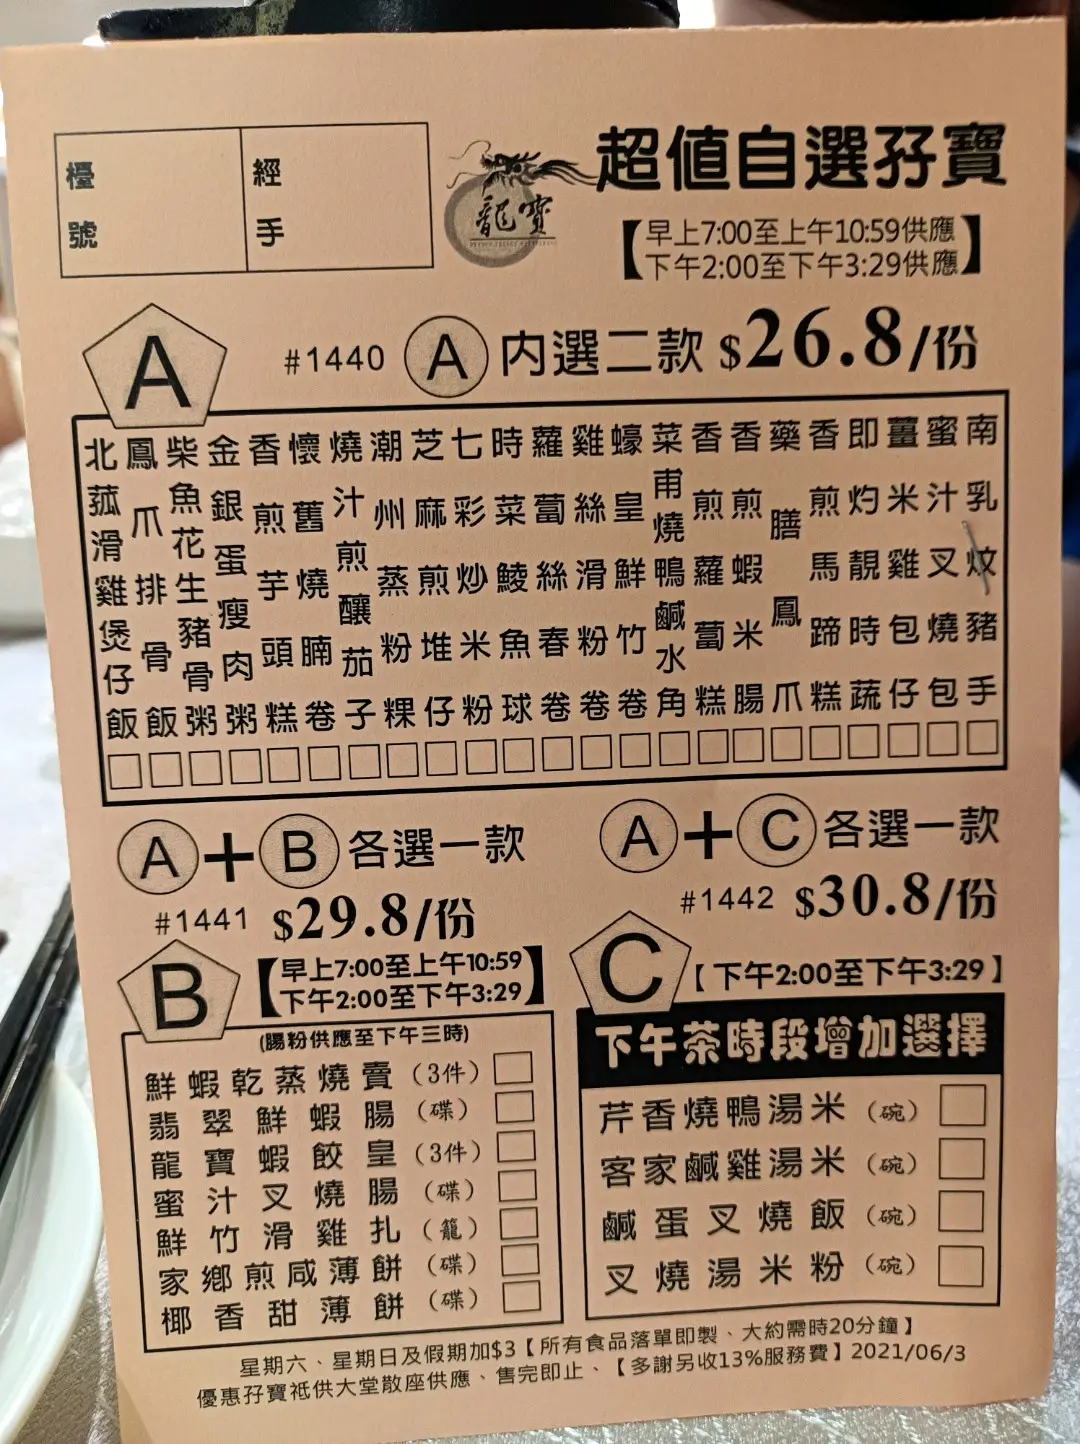 檯號
經手
龍寶
超值自選孖寶
【早上7:00至上午10:59供應
下午2:00至下午3:29供應】
A
#1440 A 內選二款 $26.8/份
南乳炆豬手
蜜汁叉燒包
薑米雞包仔
即灼靚時蔬
香煎馬蹄糕
藥膳鳳爪
香煎蝦米腸
香煎蘿蔔糕
菜甫燒鴨鹹水角
蠔皇鮮竹卷
雞絲滑粉卷
蘿蔔絲春卷
時菜鯪魚球
七彩炒米粉
芝麻煎堆仔
潮州蒸粉粿
燒汁煎釀茄子
懷舊燒腩卷
香煎芋頭糕
金銀蛋瘦肉粥
柴魚花生豬骨粥
鳳爪排骨飯
北菰滑雞煲仔飯
A+B各選一款
#1441 $29.8/份
B
【早上7:00至上午10:59
下午2:00至下午3:29】
(腸粉供應至下午三時)
鮮蝦乾蒸燒賣(3件)
翡翠鮮蝦腸(碟)
龍寶蝦餃皇(3件)
蜜汁叉燒腸(碟)
鮮竹滑雞扎(籠)
家鄉煎咸薄餅(碟)
椰香甜薄餅(碟)
A+C各選一款
#1442 $30.8/份
C
【下午2:00至下午3:29】
下午茶時段增加選擇
芹香燒鴨湯米(碗)
客家鹹雞湯米(碗)
鹹蛋叉燒飯(碗)
叉燒湯米粉(碗)
星期六、星期日及假期加$3【所有食品落單即製、大約需時20分鐘】
優惠孖寶祗供大堂散座供應、售完即止、【多謝另收13%服務費】2021/06/3